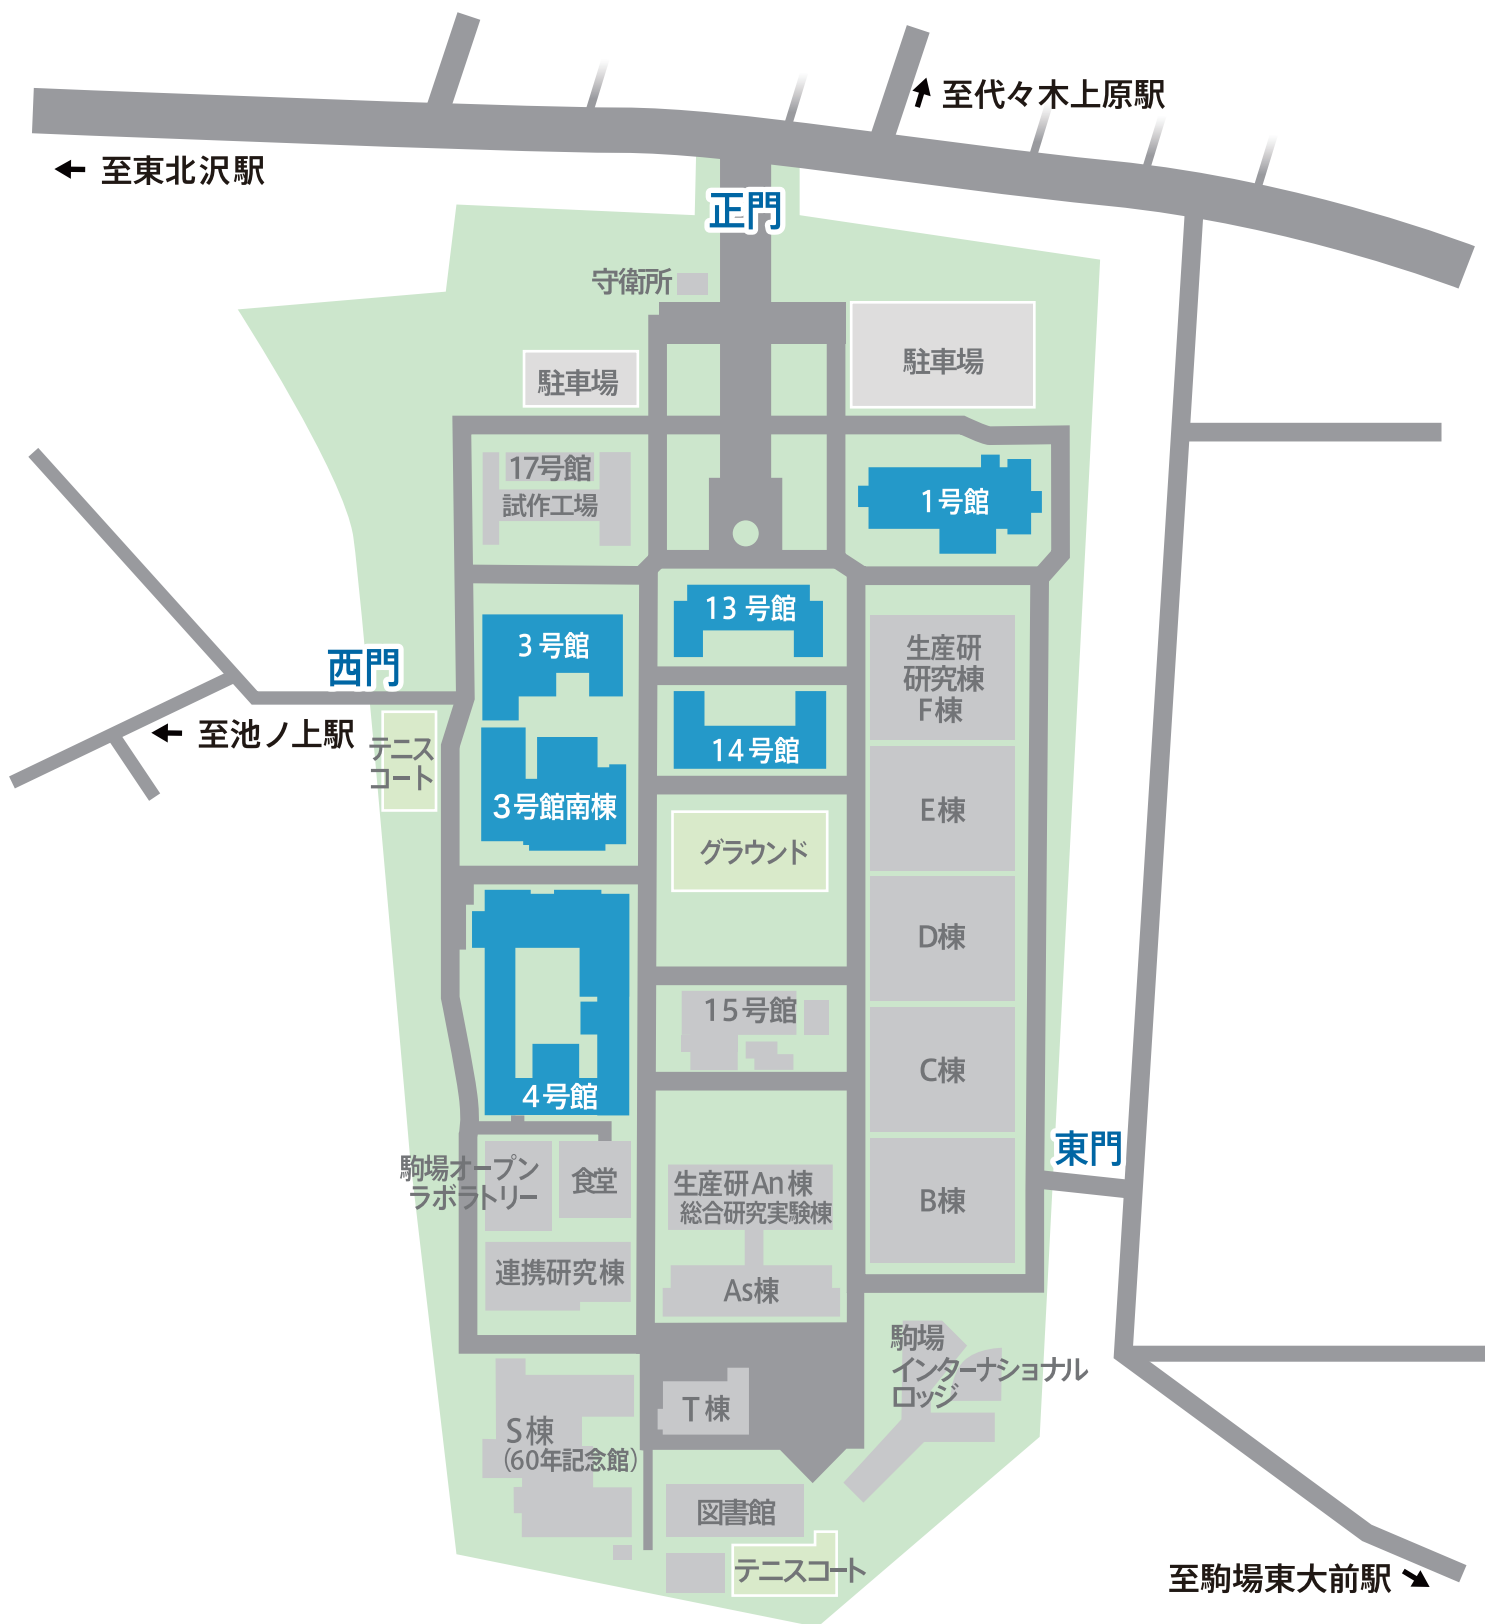 至代々木上原駅
至東北沢駅
正門
守衛所
駐車場
駐車場
17号館
試作工場
1号館
13号館
3号館
生産研
研究棟
F棟
西門
至池ノ上駅
テニス
コート
14号館
3号館南棟
E棟
グラウンド
D棟
15号館
C棟
4号館
東門
駒場オープン
ラボラトリー
食堂
生産研An棟
総合研究実験棟
B棟
連携研究棟
As棟
駒場
インターナショナル
ロッジ
T棟
S棟
（60年記念館）
図書館
テニスコート
至駒場東大前駅